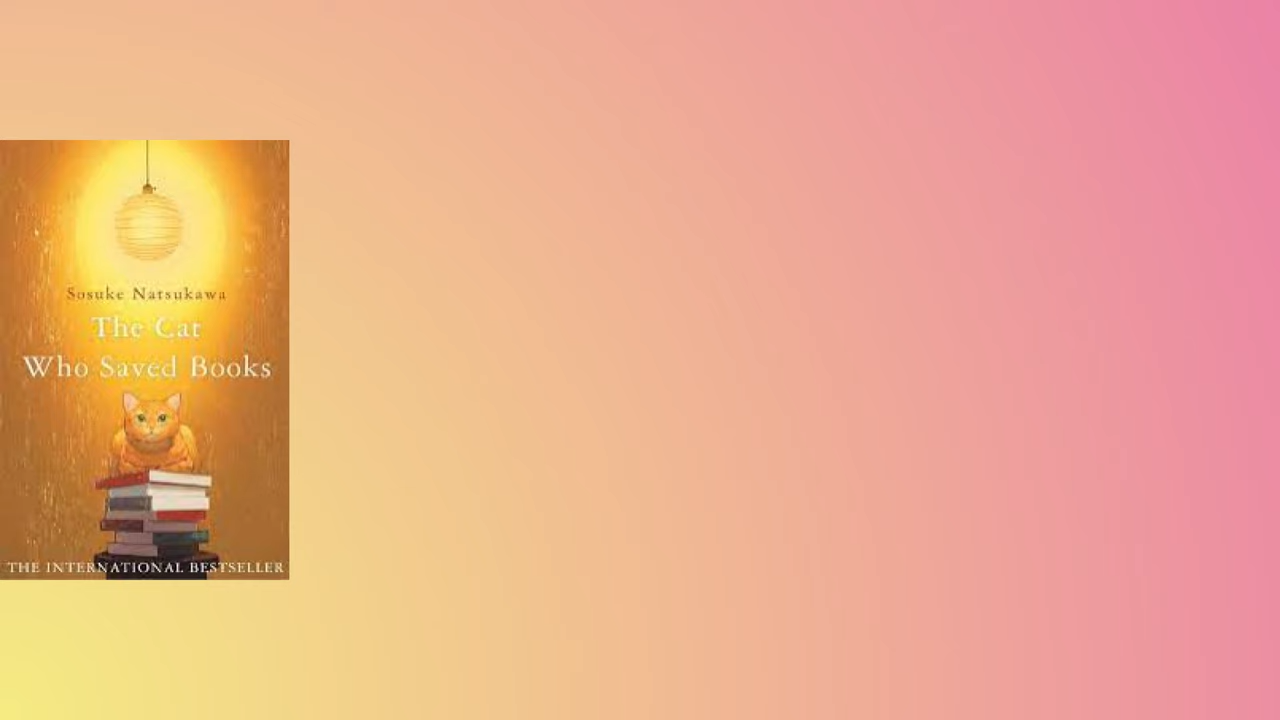 Sosuke Natsukawa
The Cat
Who Saved Books
THE INTERNATIONAL BESTSELLER